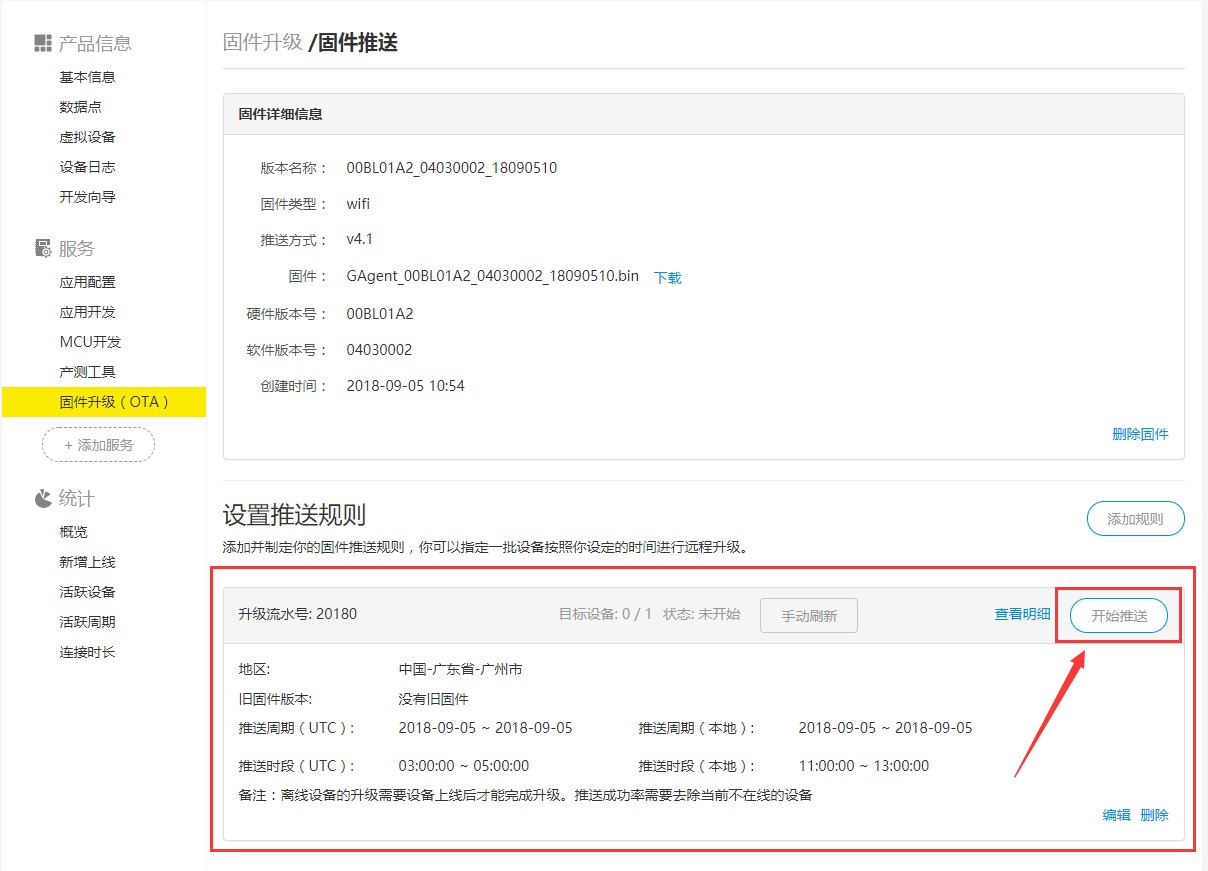 产品信息
基本信息
数据点
虚拟设备
设备日志
开发向导
服务
应用配置
应用开发
MCU开发
产测工具
固件升级（OTA）
+ 添加服务
统计
概览
新增上线
活跃设备
活跃周期
连接时长
固件升级 /固件推送
固件详细信息
版本名称： 00BL01A2_04030002_18090510
固件类型： wifi
推送方式： v4.1
固件： GAgent_00BL01A2_04030002_18090510.bin 下载
硬件版本号： 00BL01A2
软件版本号： 04030002
创建时间： 2018-09-05 10:54
删除固件
设置推送规则 添加规则
添加并制定你的固件推送规则，你可以指定一批设备按照你设定的时间进行远程升级。
升级流水号: 20180 目标设备: 0 / 1 状态: 未开始 手动刷新 查看明细 开始推送
地区: 中国-广东省-广州市
旧固件版本: 没有旧固件
推送周期（UTC）: 2018-09-05 ~ 2018-09-05 推送周期（本地）: 2018-09-05 ~ 2018-09-05
推送时段（UTC）: 03:00:00 ~ 05:00:00 推送时段（本地）: 11:00:00 ~ 13:00:00
备注：离线设备的升级需要设备上线后才能完成升级。推送成功率需要去除当前不在线的设备
编辑 删除